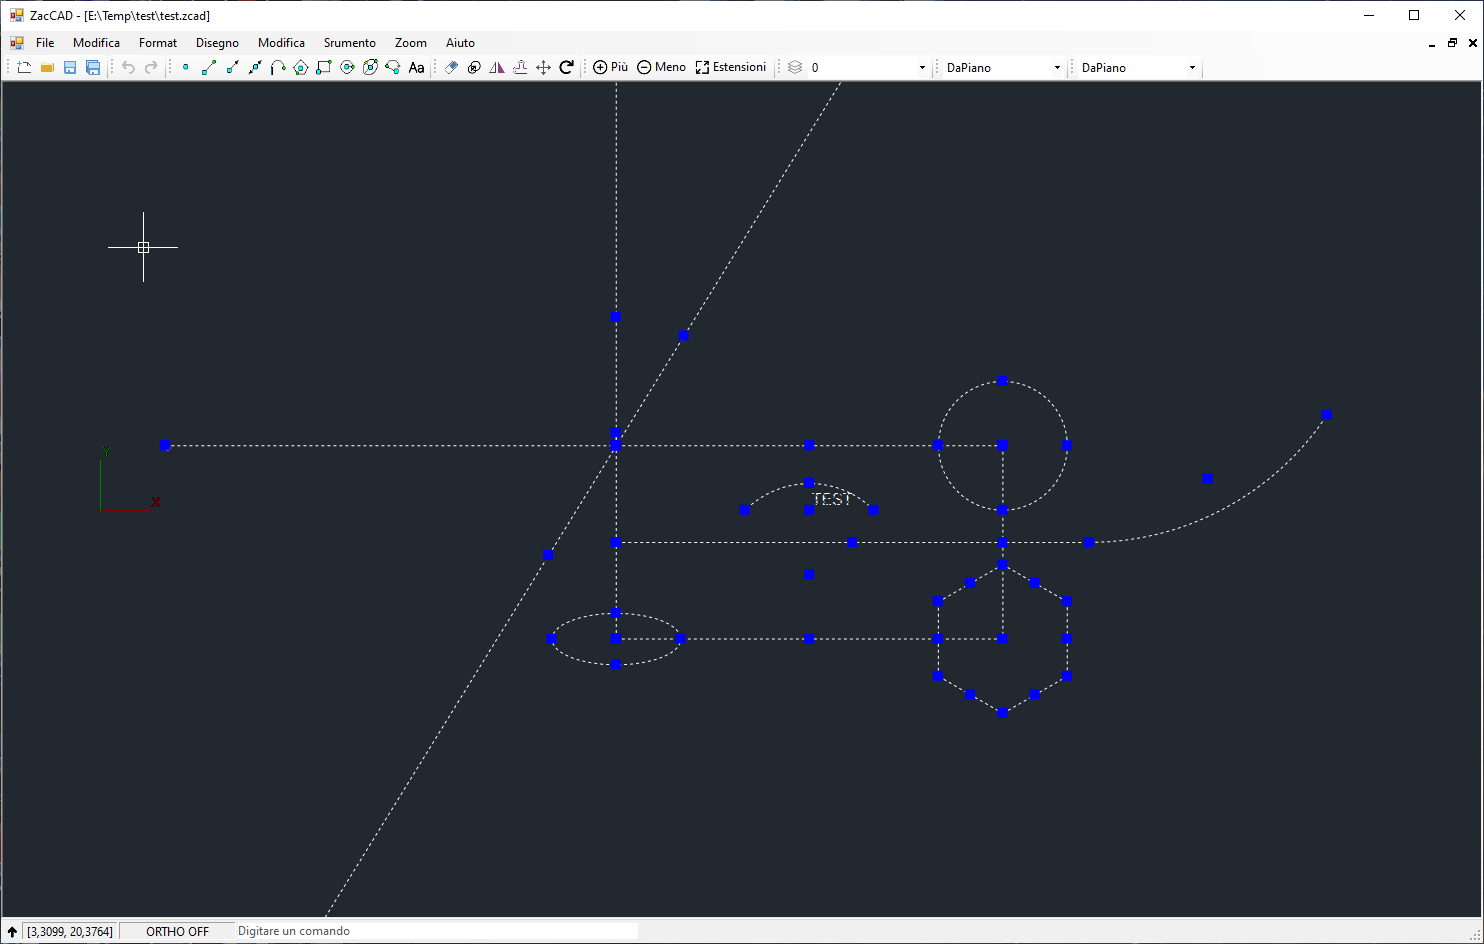 ZacCAD - [E:\Temp\test\test.zcad]
File Modifica Format Disegno Modifica Srumento Zoom Aiuto
Aa Più Meno Estensioni 0 DaPiano DaPiano
TEST
Y
X
[3,3099, 20,3764] ORTHO OFF Digitare un comando